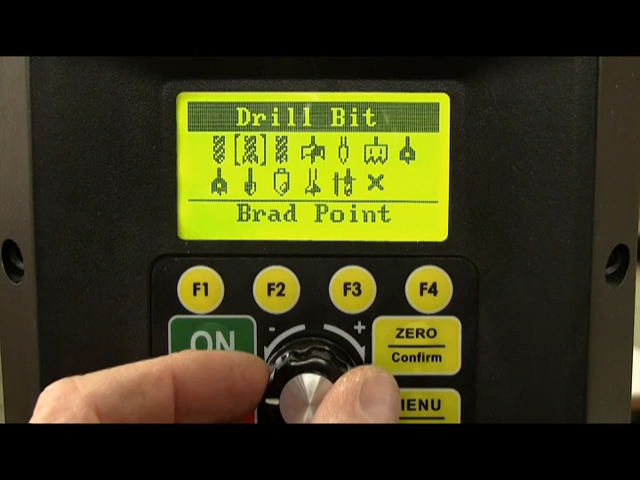 Drill Bit
Brad Point
F1 F2 F3 F4
ON
- +
ZERO
Confirm
MENU